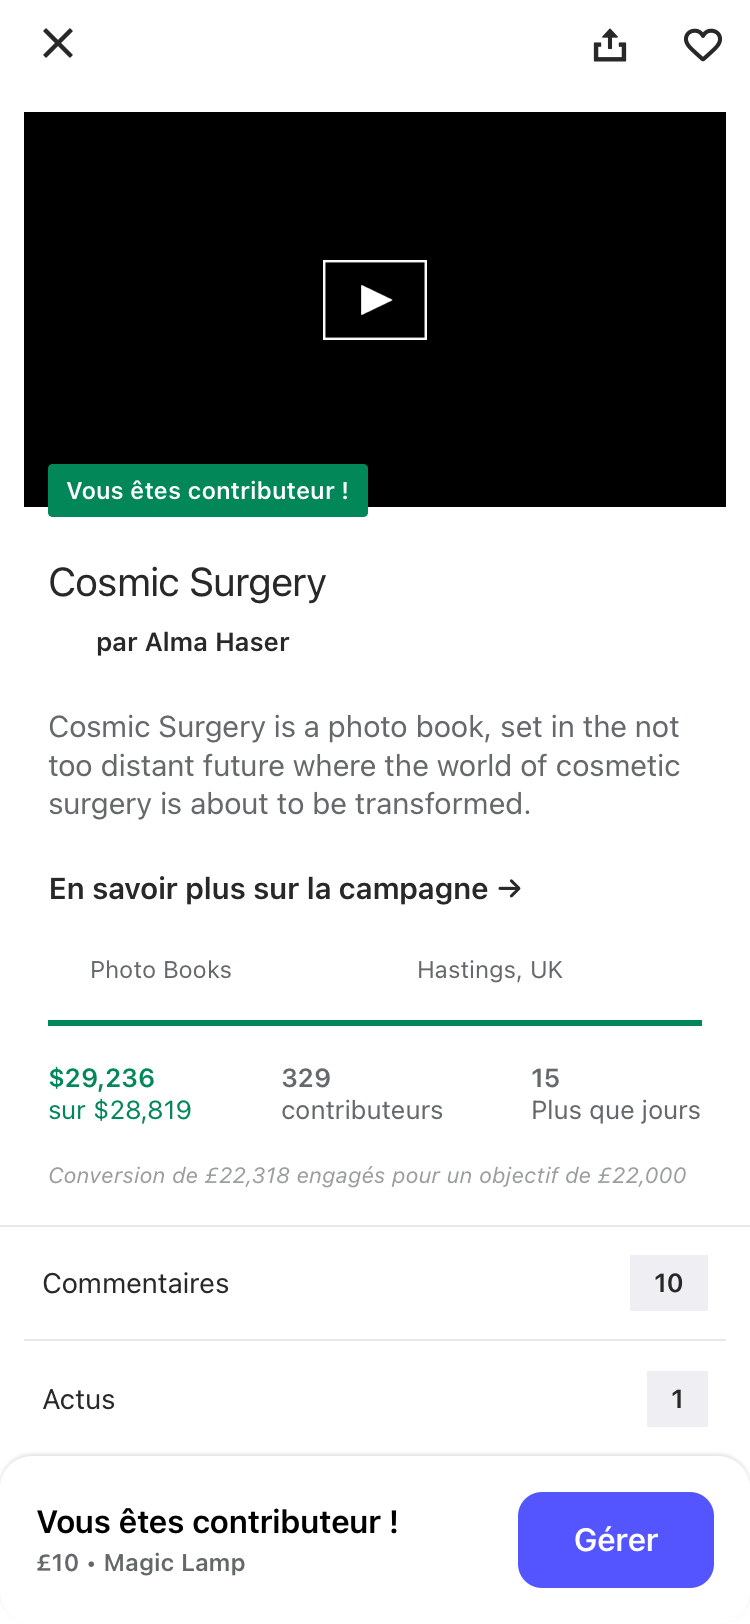 Vous êtes contributeur !
Cosmic Surgery
par Alma Haser
Cosmic Surgery is a photo book, set in the not
too distant future where the world of cosmetic
surgery is about to be transformed.
En savoir plus sur la campagne →
Photo Books
Hastings, UK
$29,236
sur $28,819
329
contributeurs
15
Plus que jours
Conversion de £22,318 engagés pour un objectif de £22,000
Commentaires
10
Actus
1
Vous êtes contributeur !
£10 • Magic Lamp
Gérer